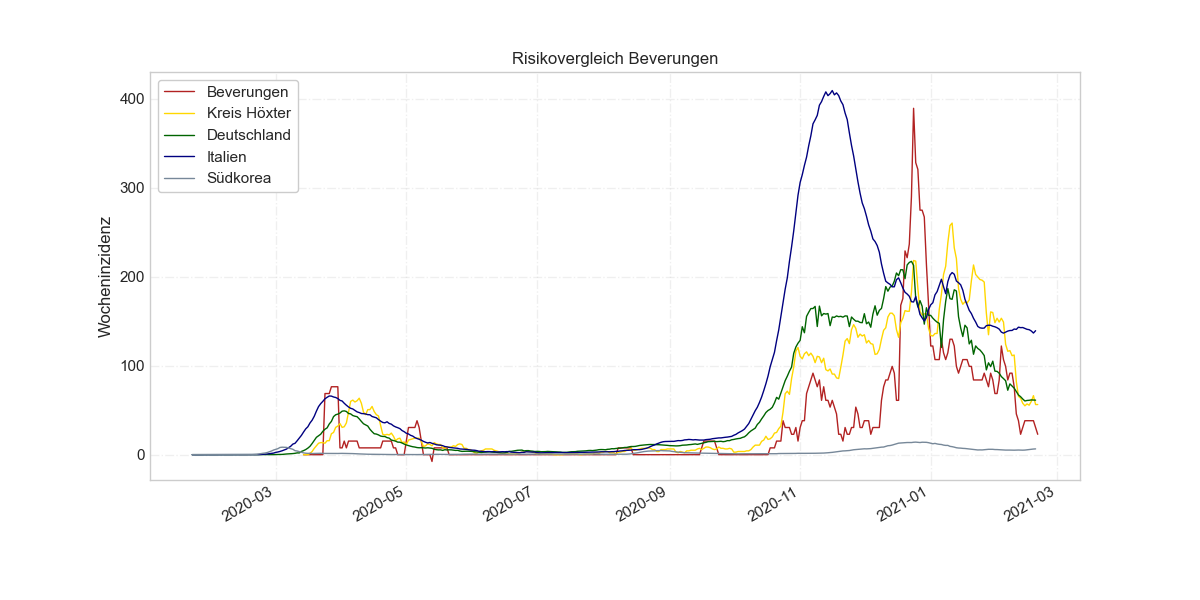 Risikovergleich Beverungen
Beverungen
Kreis Höxter
Deutschland
Italien
Südkorea
Wocheninzidenz
400
300
200
100
0
2020-03
2020-05
2020-07
2020-09
2020-11
2021-01
2021-03